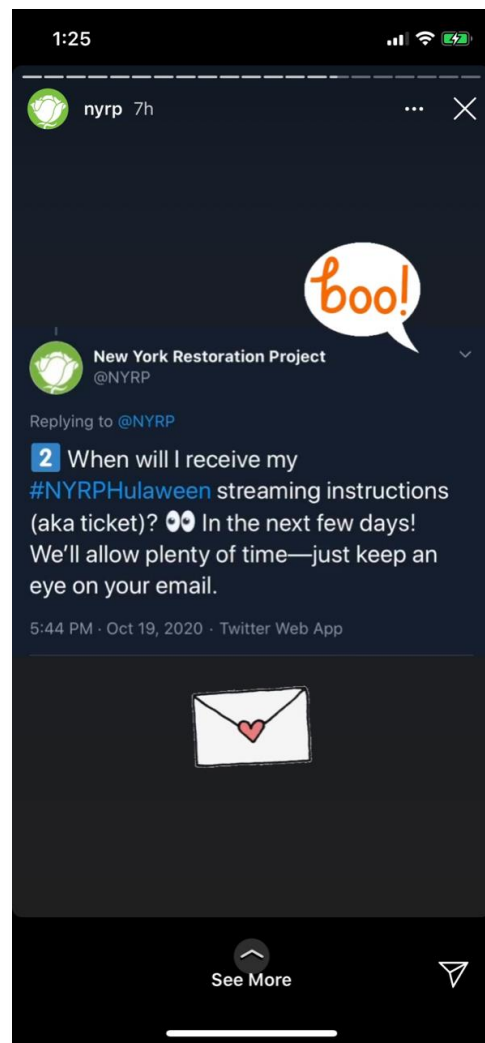 1:25
nyrp 7h
boo!
New York Restoration Project
@NYRP
Replying to @NYRP
2️⃣ When will I receive my
#NYRPHulaween streaming instructions
(aka ticket)? 👀 In the next few days!
We’ll allow plenty of time—just keep an
eye on your email.
5:44 PM · Oct 19, 2020 · Twitter Web App
See More